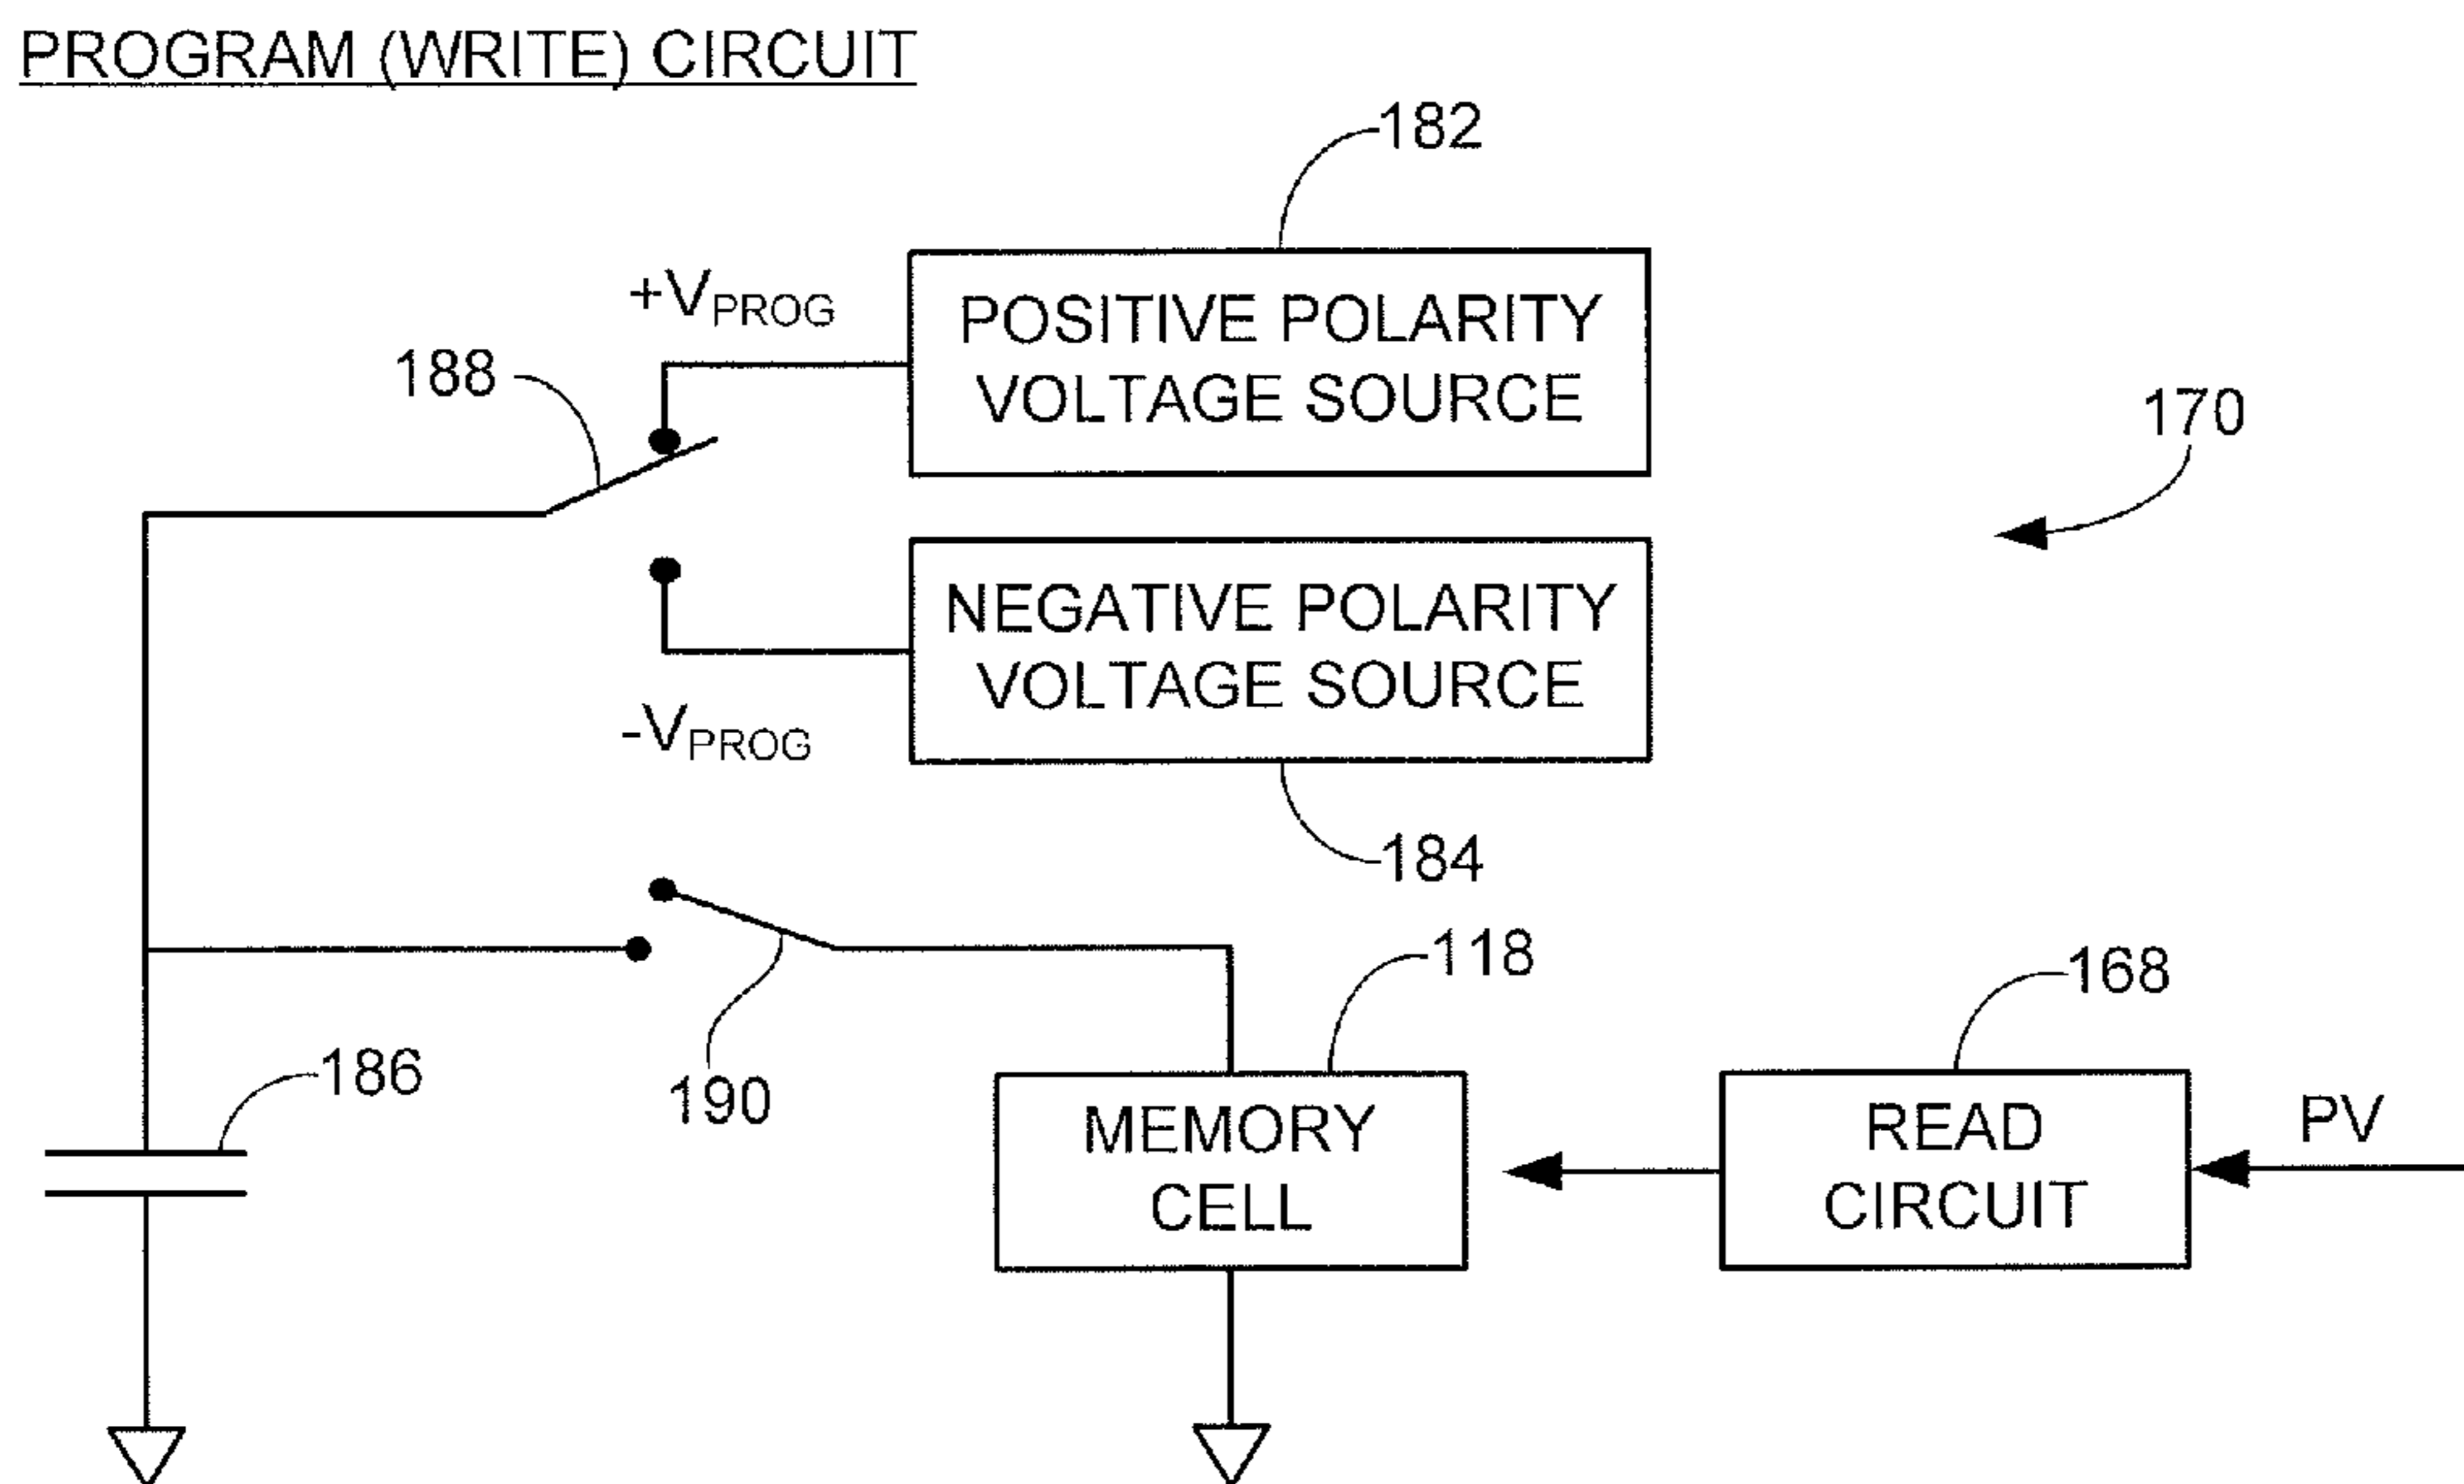 PROGRAM (WRITE) CIRCUIT
182
+VPROG
POSITIVE POLARITY
VOLTAGE SOURCE
188
170
NEGATIVE POLARITY
VOLTAGE SOURCE
-VPROG
184
118
168
186
190
MEMORY
CELL
READ
CIRCUIT
PV